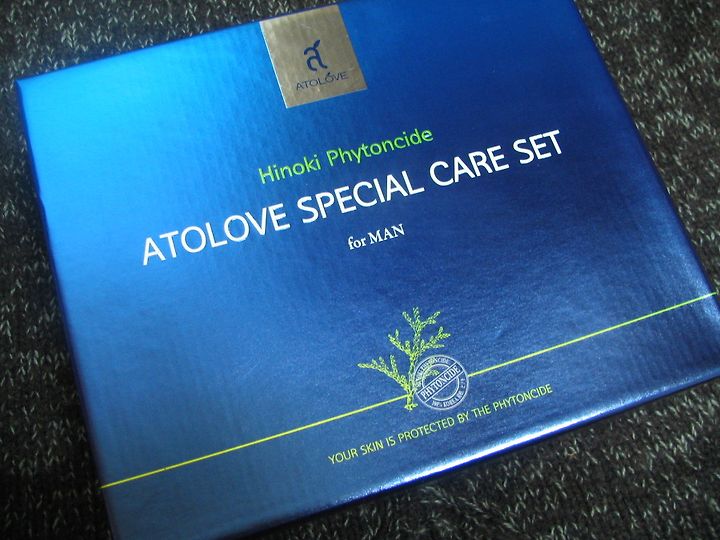 ATOLOVE
Hinoki Phytoncide
ATOLOVE SPECIAL CARE SET
for MAN
PHYTONCIDE
YOUR SKIN IS PROTECTED BY THE PHYTONCIDE